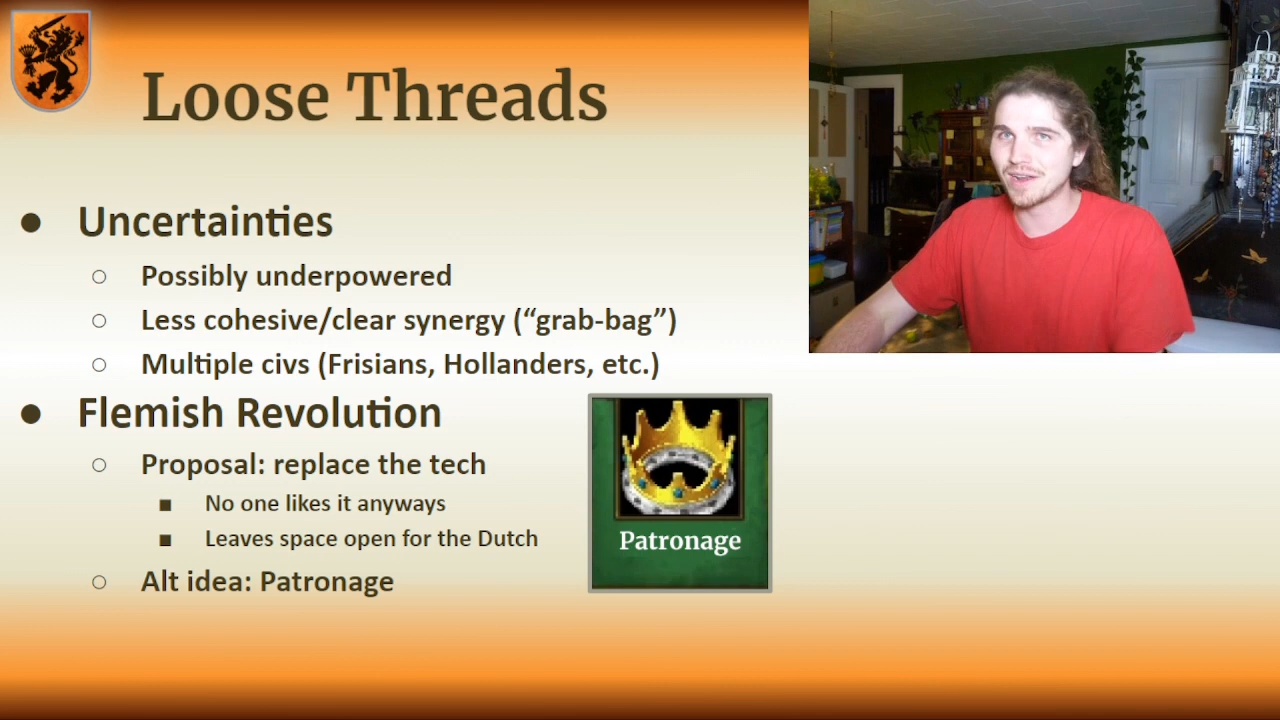 Loose Threads
● Uncertainties
○ Possibly underpowered
○ Less cohesive/clear synergy (“grab-bag”)
○ Multiple civs (Frisians, Hollanders, etc.)
● Flemish Revolution
○ Proposal: replace the tech
■ No one likes it anyways
■ Leaves space open for the Dutch
○ Alt idea: Patronage
Patronage